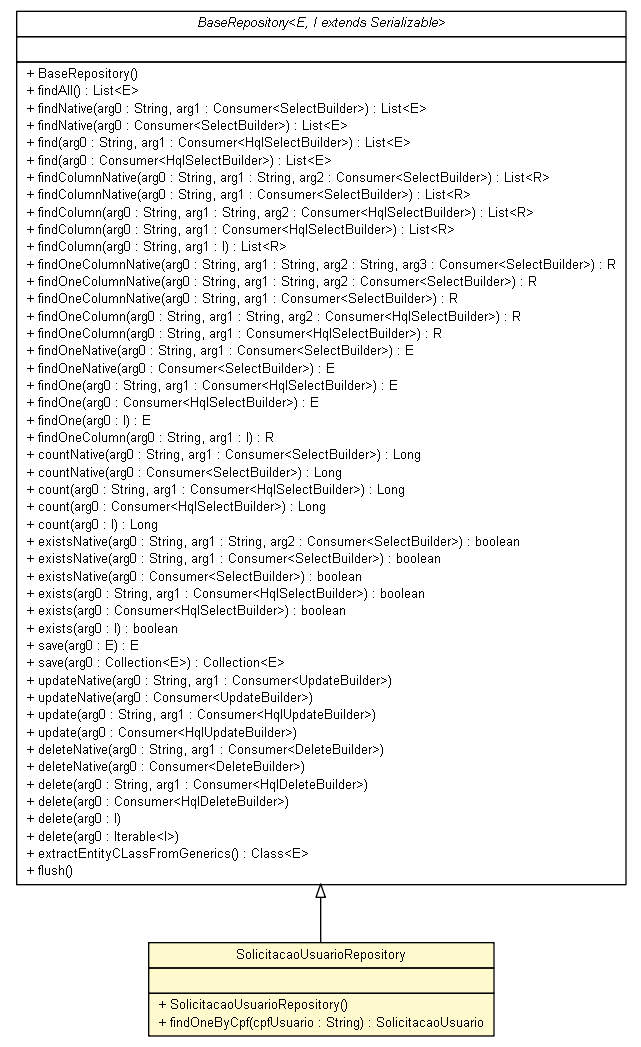 BaseRepository<E, I extends Serializable>
+ BaseRepository()
+ findAll() : List<E>
+ findNative(arg0 : String, arg1 : Consumer<SelectBuilder>) : List<E>
+ findNative(arg0 : Consumer<SelectBuilder>) : List<E>
+ find(arg0 : String, arg1 : Consumer<HqlSelectBuilder>) : List<E>
+ find(arg0 : Consumer<HqlSelectBuilder>) : List<E>
+ findColumnNative(arg0 : String, arg1 : String, arg2 : Consumer<SelectBuilder>) : List<R>
+ findColumnNative(arg0 : String, arg1 : Consumer<SelectBuilder>) : List<R>
+ findColumn(arg0 : String, arg1 : String, arg2 : Consumer<HqlSelectBuilder>) : List<R>
+ findColumn(arg0 : String, arg1 : Consumer<HqlSelectBuilder>) : List<R>
+ findColumn(arg0 : String, arg1 : I) : List<R>
+ findOneColumnNative(arg0 : String, arg1 : String, arg2 : String, arg3 : Consumer<SelectBuilder>) : R
+ findOneColumnNative(arg0 : String, arg1 : String, arg2 : Consumer<SelectBuilder>) : R
+ findOneColumnNative(arg0 : String, arg1 : Consumer<SelectBuilder>) : R
+ findOneColumn(arg0 : String, arg1 : String, arg2 : Consumer<HqlSelectBuilder>) : R
+ findOneColumn(arg0 : String, arg1 : Consumer<HqlSelectBuilder>) : R
+ findOneNative(arg0 : String, arg1 : Consumer<SelectBuilder>) : E
+ findOneNative(arg0 : Consumer<SelectBuilder>) : E
+ findOne(arg0 : String, arg1 : Consumer<HqlSelectBuilder>) : E
+ findOne(arg0 : Consumer<HqlSelectBuilder>) : E
+ findOne(arg0 : I) : E
+ findOneColumn(arg0 : String, arg1 : I) : R
+ countNative(arg0 : String, arg1 : Consumer<SelectBuilder>) : Long
+ countNative(arg0 : Consumer<SelectBuilder>) : Long
+ count(arg0 : String, arg1 : Consumer<HqlSelectBuilder>) : Long
+ count(arg0 : Consumer<HqlSelectBuilder>) : Long
+ count(arg0 : I) : Long
+ existsNative(arg0 : String, arg1 : String, arg2 : Consumer<SelectBuilder>) : boolean
+ existsNative(arg0 : String, arg1 : Consumer<SelectBuilder>) : boolean
+ existsNative(arg0 : Consumer<SelectBuilder>) : boolean
+ exists(arg0 : String, arg1 : Consumer<HqlSelectBuilder>) : boolean
+ exists(arg0 : Consumer<HqlSelectBuilder>) : boolean
+ exists(arg0 : I) : boolean
+ save(arg0 : E) : E
+ save(arg0 : Collection<E>) : Collection<E>
+ updateNative(arg0 : String, arg1 : Consumer<UpdateBuilder>)
+ updateNative(arg0 : Consumer<UpdateBuilder>)
+ update(arg0 : String, arg1 : Consumer<HqlUpdateBuilder>)
+ update(arg0 : Consumer<HqlUpdateBuilder>)
+ deleteNative(arg0 : String, arg1 : Consumer<DeleteBuilder>)
+ deleteNative(arg0 : Consumer<DeleteBuilder>)
+ delete(arg0 : String, arg1 : Consumer<HqlDeleteBuilder>)
+ delete(arg0 : Consumer<HqlDeleteBuilder>)
+ delete(arg0 : I)
+ delete(arg0 : Iterable<I>)
+ extractEntityCLassFromGenerics() : Class<E>
+ flush()
SolicitacaoUsuarioRepository
+ SolicitacaoUsuarioRepository()
+ findOneByCpf(cpfUsuario : String) : SolicitacaoUsuario